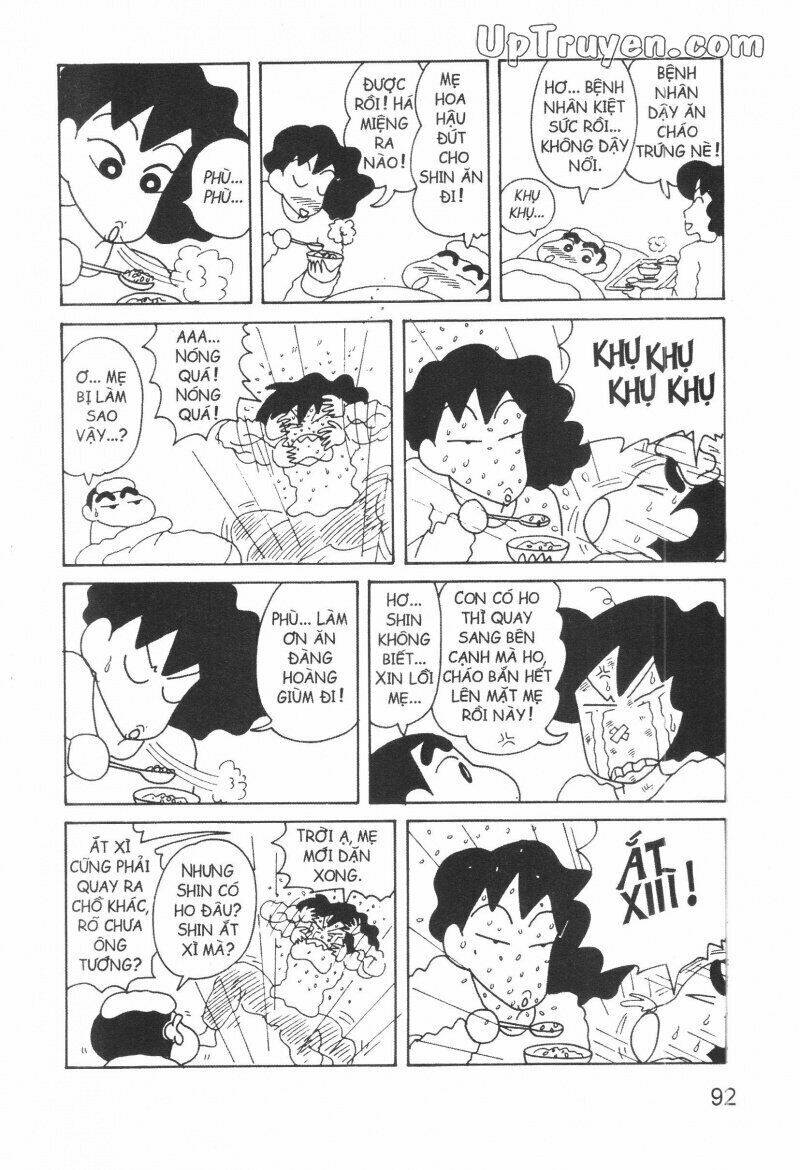 UpTruyen.com
BỆNH
NHÂN
DẬY ĂN
CHÁO
TRỨNG NÈ!
HƠ... BỆNH
NHÂN KIỆT
SỨC RỒI...
KHÔNG DẬY
NỔI.
KHỤ
KHỤ...
MẸ
HOA
HẬU
ĐÚT
CHO
SHIN ĂN
ĐI!
ĐƯỢC
RỒI! HÁ
MIỆNG
RA
NÀO!
PHÙ...
PHÙ...
KHỤ KHỤ
KHỤ KHỤ
AAA...
NÓNG
QUÁ!
NÓNG
QUÁ!
Ơ... MẸ
BỊ LÀM
SAO
VẬY...?
CON CÓ HO
THÌ QUAY
SANG BÊN
CẠNH MÀ HO,
CHÁO BẮN HẾT
LÊN MẶT MẸ
RỒI NÀY!
HƠ...
SHIN
KHÔNG
BIẾT...
XIN LỖI
MẸ...
PHÙ... LÀM
ƠN ĂN
ĐÀNG
HOÀNG
GIÙM ĐI!
ẮT
XIII!
TRỜI Ạ, MẸ
MỚI DẶN
XONG.
NHƯNG
SHIN CÓ
HO ĐÂU?
SHIN ẮT
XÌ MÀ?
ẮT XÌ
CŨNG PHẢI
QUAY RA
CHỖ KHÁC,
RÕ CHƯA
ÔNG
TƯỚNG?
92